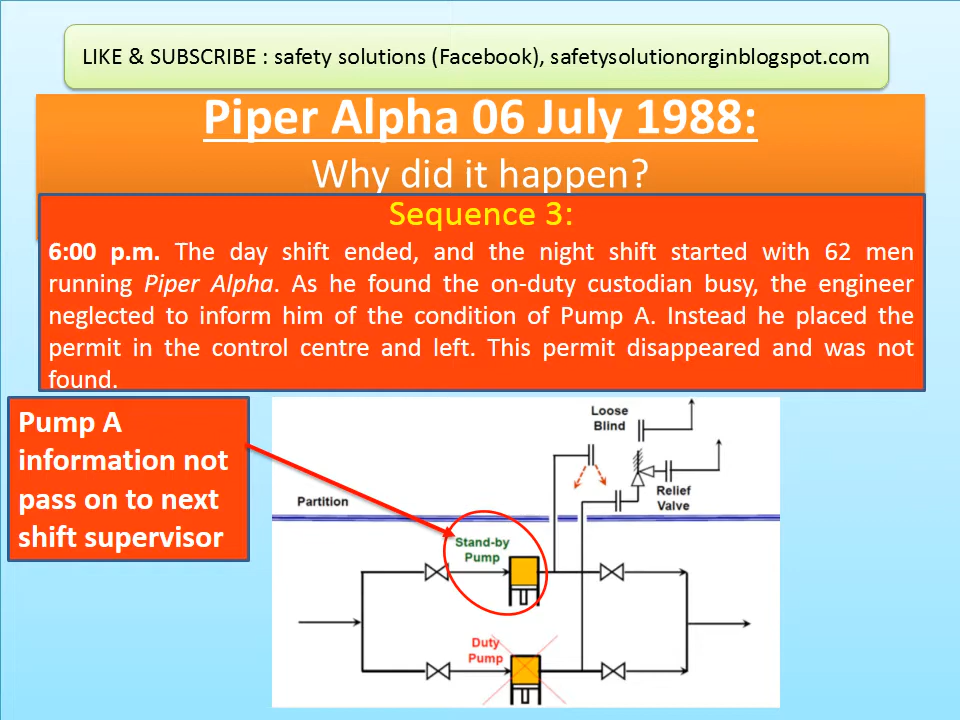 LIKE & SUBSCRIBE : safety solutions (Facebook), safetysolutionorginblogspot.com
Piper Alpha 06 July 1988:
Why did it happen?
Sequence 3:
6:00 p.m. The day shift ended, and the night shift started with 62 men
running Piper Alpha. As he found the on-duty custodian busy, the engineer
neglected to inform him of the condition of Pump A. Instead he placed the
permit in the control centre and left. This permit disappeared and was not
found.
Pump A
information not
pass on to next
shift supervisor
Loose
Blind
Relief
Valve
Partition
Stand-by
Pump
Duty
Pump